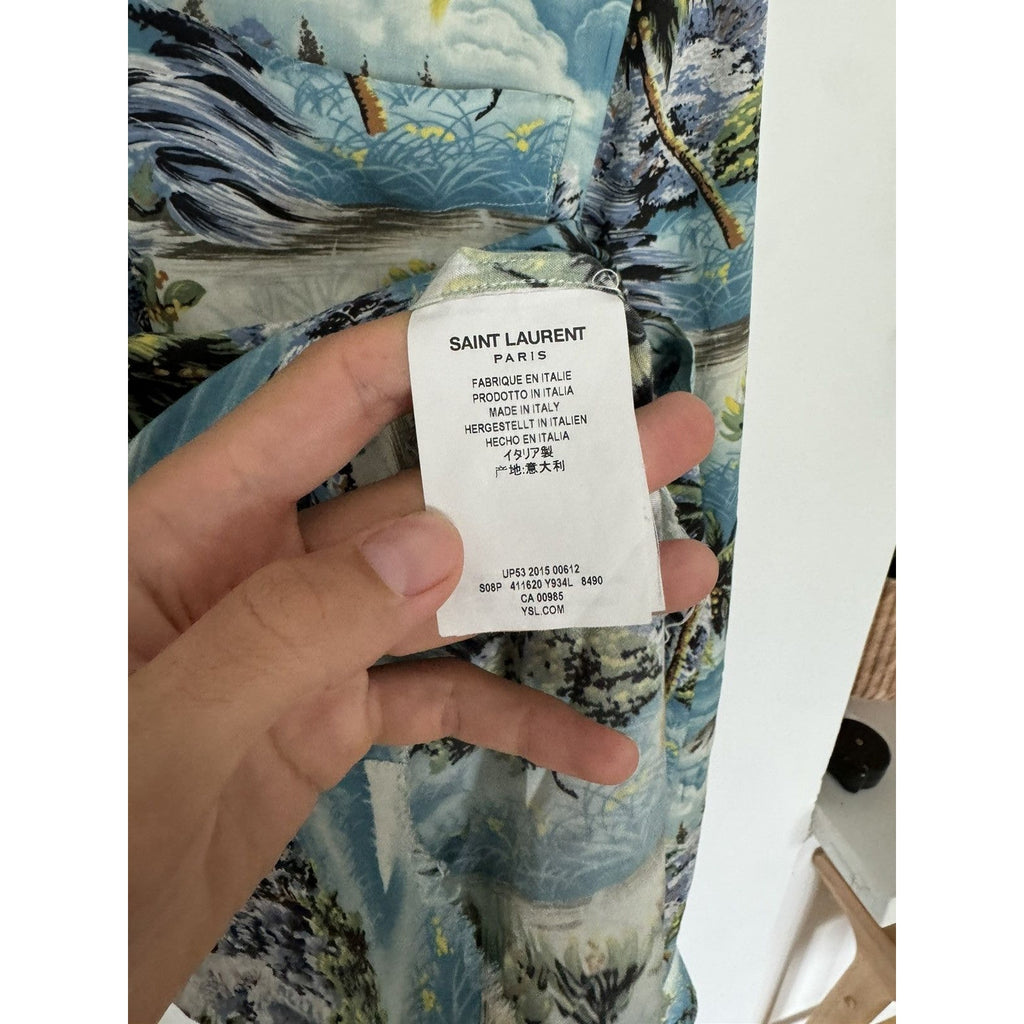 SAINT LAURENT
PARIS
FABRIQUE EN ITALIE
PRODOTTO IN ITALIA
MADE IN ITALY
HERGESTELLT IN ITALIEN
HECHO EN ITALIA
イタリア製
产地:意大利
UP53 2015 00612
S08P 411620 Y934L 8490
CA 00985
YSL.COM